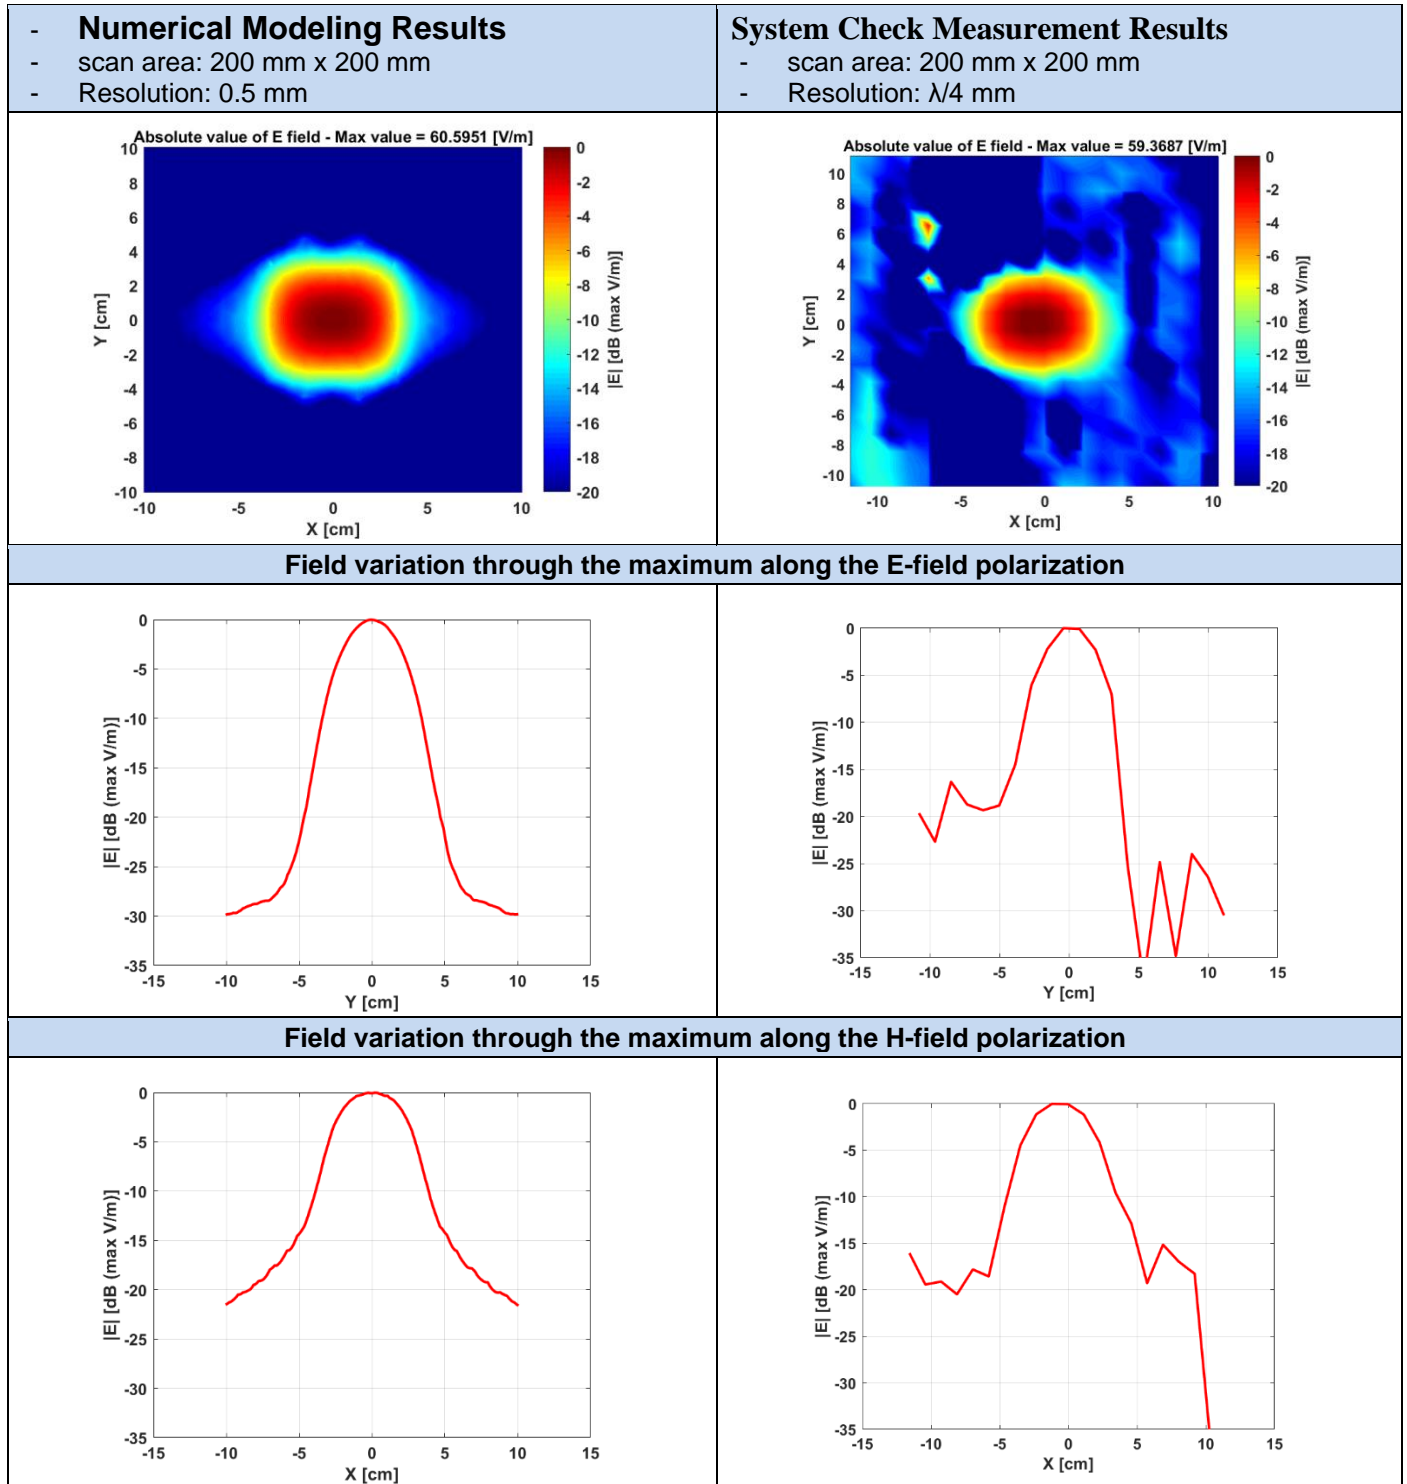 - Numerical Modeling Results
- scan area: 200 mm x 200 mm
- Resolution: 0.5 mm
System Check Measurement Results
- scan area: 200 mm x 200 mm
- Resolution: λ/4 mm
Absolute value of E field - Max value = 60.5951 [V/m]
10
8
6
4
2
0
-2
-4
-6
-8
-10
Y [cm]
-10 -5 0 5 10
X [cm]
0
-2
-4
-6
-8
-10
-12
-14
-16
-18
-20
|E| [dB (max V/m)]
Absolute value of E field - Max value = 59.3687 [V/m]
10
8
6
4
2
0
-2
-4
-6
-8
-10
Y [cm]
-10 -5 0 5 10
X [cm]
0
-2
-4
-6
-8
-10
-12
-14
-16
-18
-20
|E| [dB (max V/m)]
Field variation through the maximum along the E-field polarization
0
-5
-10
-15
-20
-25
-30
-35
|E| [dB (max V/m)]
-15 -10 -5 0 5 10 15
Y [cm]
0
-5
-10
-15
-20
-25
-30
-35
|E| [dB (max V/m)]
-15 -10 -5 0 5 10 15
Y [cm]
Field variation through the maximum along the H-field polarization
0
-5
-10
-15
-20
-25
-30
-35
|E| [dB (max V/m)]
-15 -10 -5 0 5 10 15
X [cm]
0
-5
-10
-15
-20
-25
-30
-35
|E| [dB (max V/m)]
-15 -10 -5 0 5 10 15
X [cm]